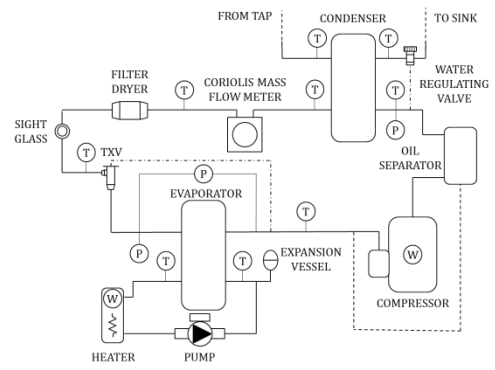 FROM TAP
CONDENSER
TO SINK
T
T
FILTER
DRYER
CORIOLIS MASS
FLOW METER
WATER
REGULATING
VALVE
T
T
T
SIGHT
GLASS
P
OIL
SEPARATOR
T
TXV
P
EVAPORATOR
T
P
T
T
EXPANSION
VESSEL
W
W
COMPRESSOR
HEATER
PUMP